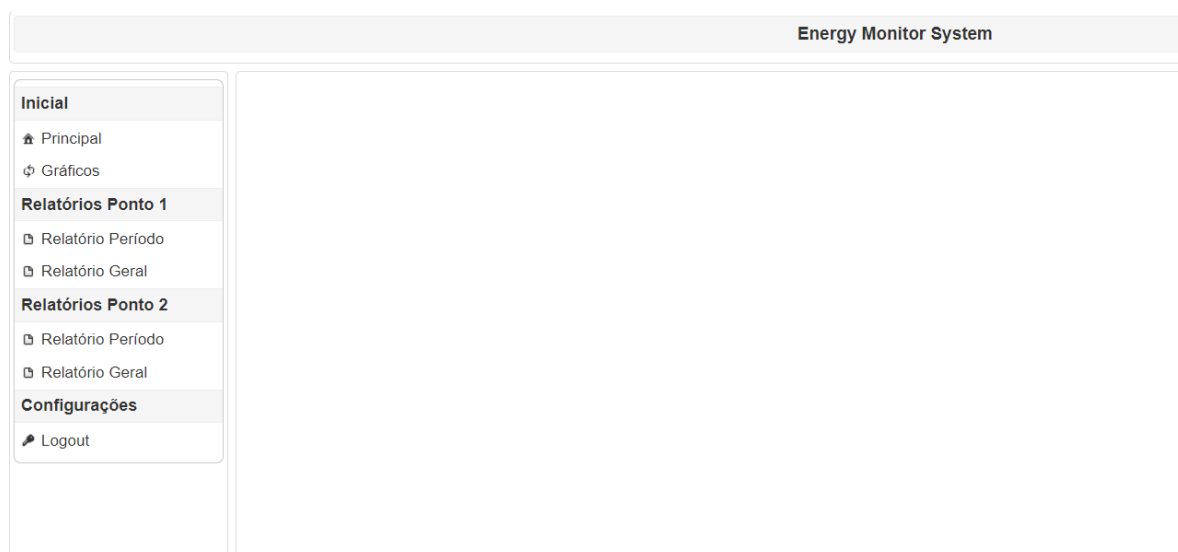 Energy Monitor System
Inicial
Principal
Gráficos
Relatórios Ponto 1
Relatório Período
Relatório Geral
Relatórios Ponto 2
Relatório Período
Relatório Geral
Configurações
Logout